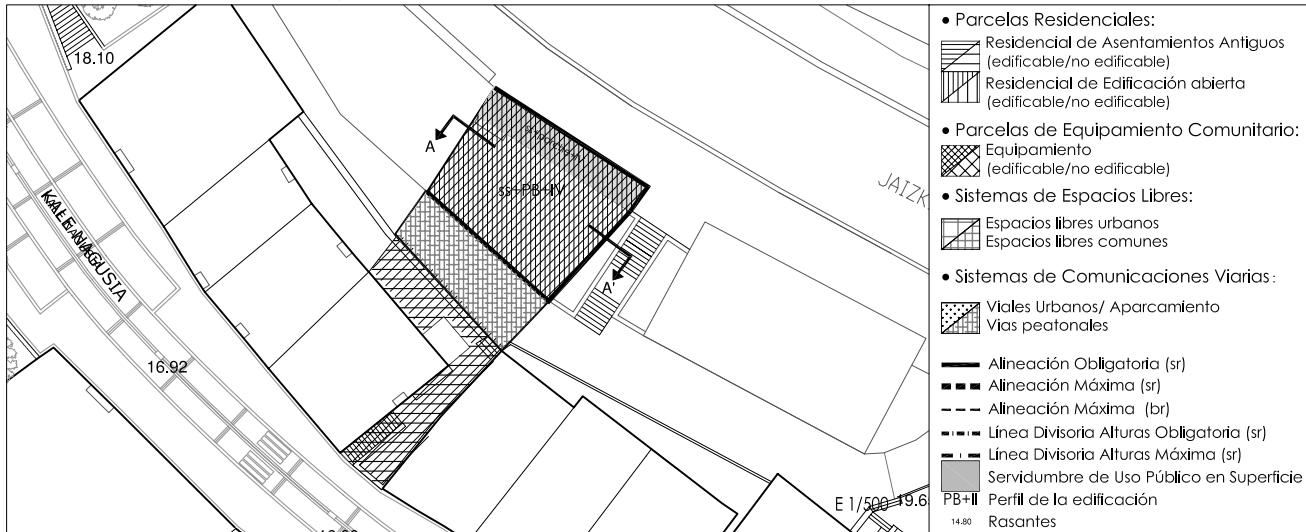 18.10
A
ss+PB+IV
JAIZK
KALE NAGUSIA
A'
16.92
E 1/500
19.6
• Parcelas Residenciales:
Residencial de Asentamientos Antiguos
(edificable/no edificable)
Residencial de Edificación abierta
(edificable/no edificable)
• Parcelas de Equipamiento Comunitario:
Equipamiento
(edificable/no edificable)
• Sistemas de Espacios Libres:
Espacios libres urbanos
Espacios libres comunes
• Sistemas de Comunicaciones Viarias:
Viales Urbanos/ Aparcamiento
Vias peatonales
Alineación Obligatoria (sr)
Alineación Máxima (sr)
Alineación Máxima (br)
Línea Divisoria Alturas Obligatoria (sr)
Línea Divisoria Alturas Máxima (sr)
Servidumbre de Uso Público en Superficie
PB+II Perfil de la edificación
14.80 Rasantes